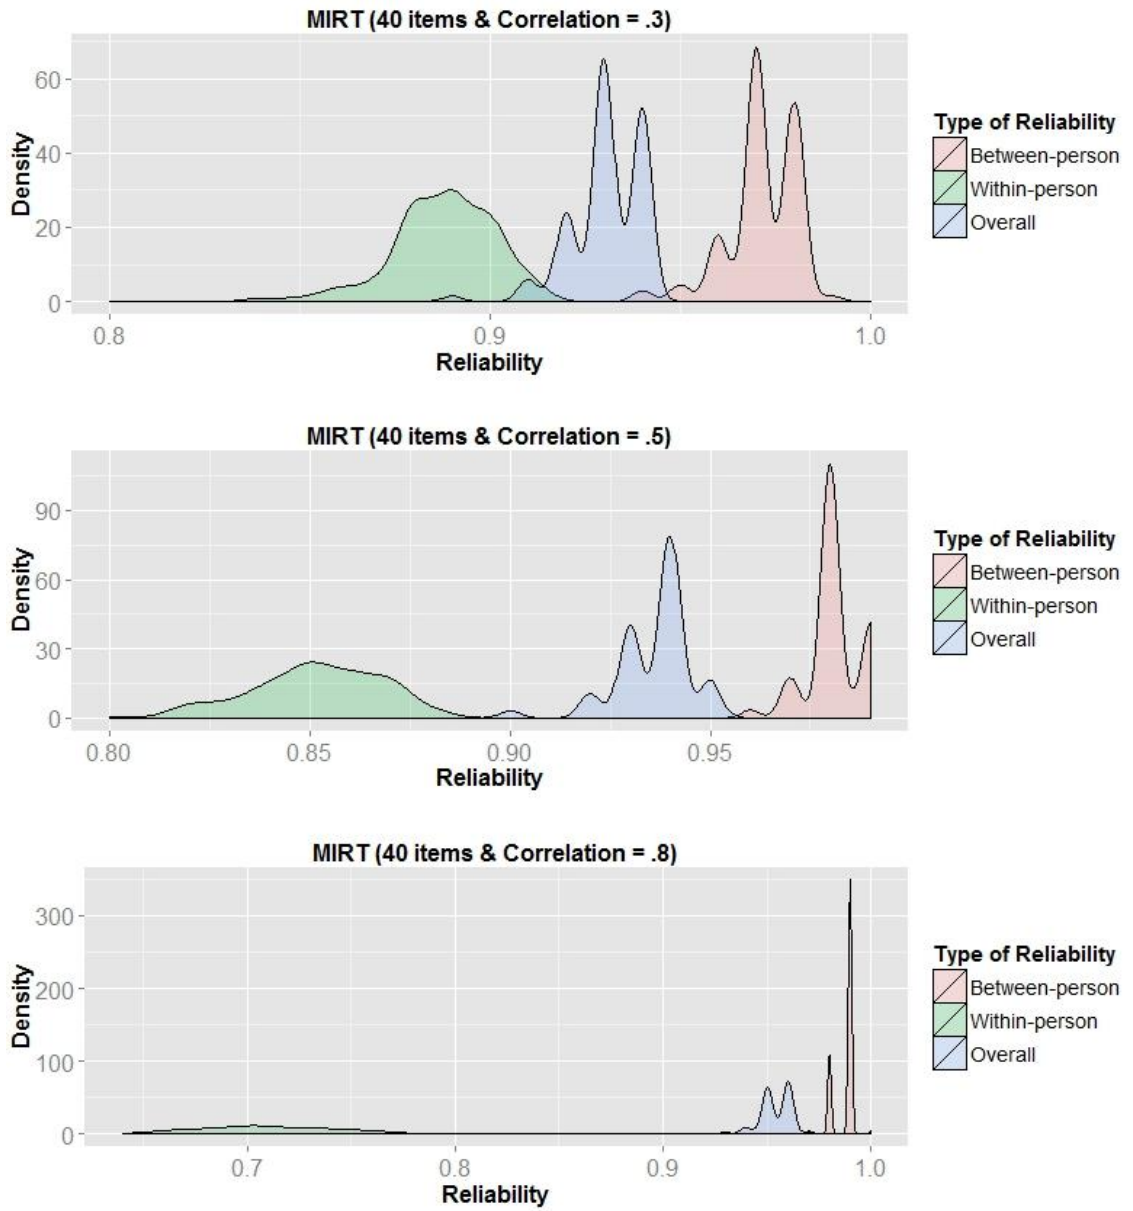 MIRT (40 items & Correlation = .3)
60
40
20
0
Density
0.8 0.9 1.0
Reliability
Type of Reliability
Between-person
Within-person
Overall
MIRT (40 items & Correlation = .5)
90
60
30
0
Density
0.80 0.85 0.90 0.95
Reliability
Type of Reliability
Between-person
Within-person
Overall
MIRT (40 items & Correlation = .8)
300
200
100
0
Density
0.7 0.8 0.9 1.0
Reliability
Type of Reliability
Between-person
Within-person
Overall